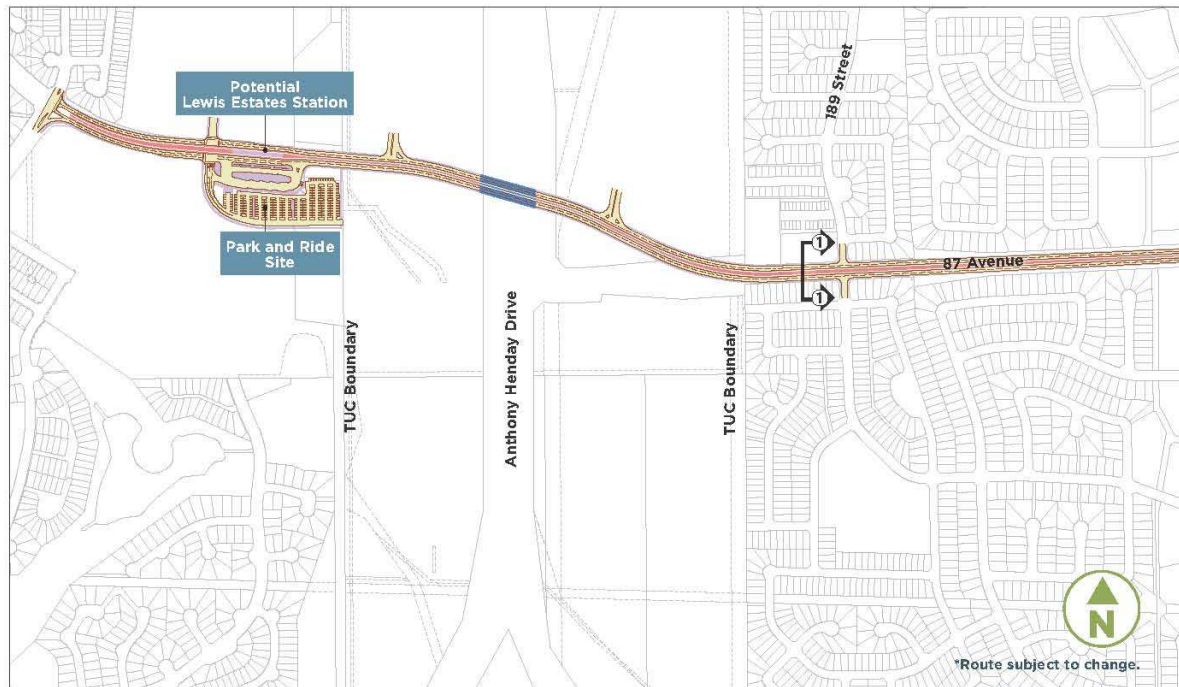 Potential
Lewis Estates Station
189 Street
Park and Ride
Site
1
87 Avenue
1
TUC Boundary
Anthony Henday Drive
TUC Boundary
N
*Route subject to change.